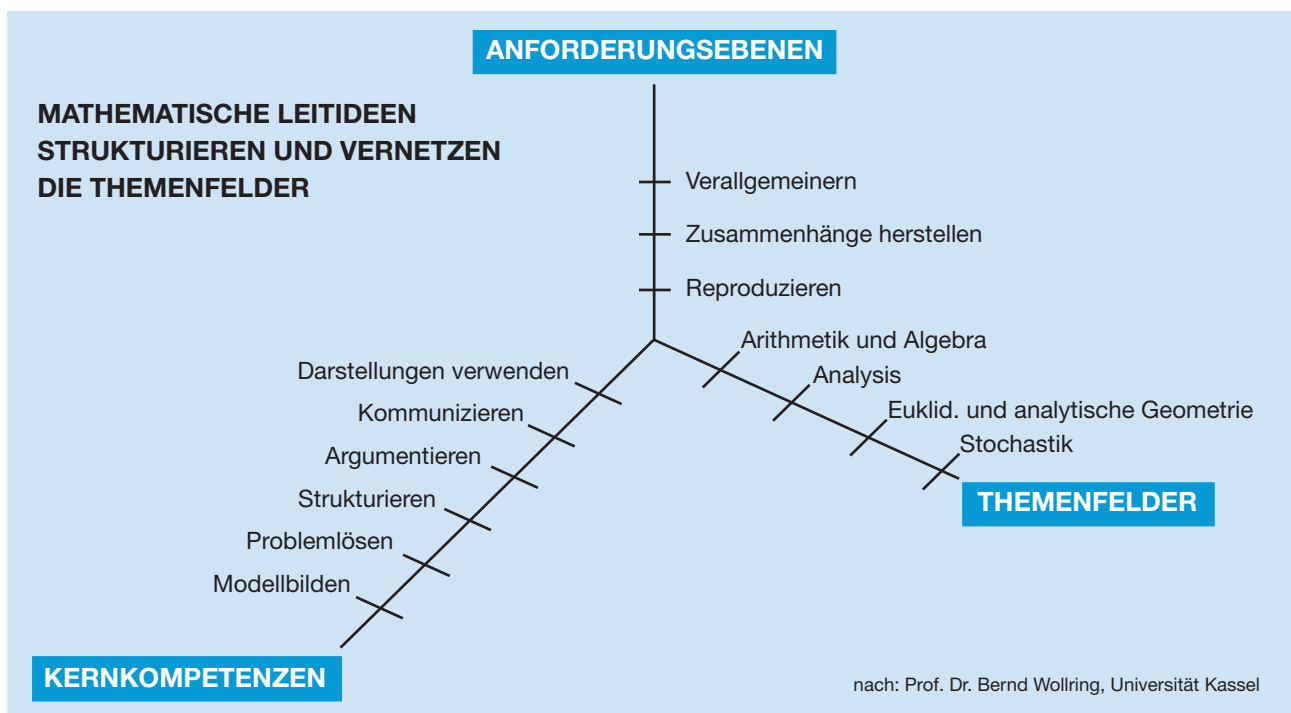 ANFORDERUNGSEBENEN
MATHEMATISCHE LEITIDEEN
STRUKTURIEREN UND VERNETZEN
DIE THEMENFELDER
Verallgemeinern
Zusammenhänge herstellen
Reproduzieren
Arithmetik und Algebra
Analysis
Euklid. und analytische Geometrie
Stochastik
THEMENFELDER
Darstellungen verwenden
Kommunizieren
Argumentieren
Strukturieren
Problemlösen
Modellbilden
KERNKOMPETENZEN
nach: Prof. Dr. Bernd Wollring, Universität Kassel